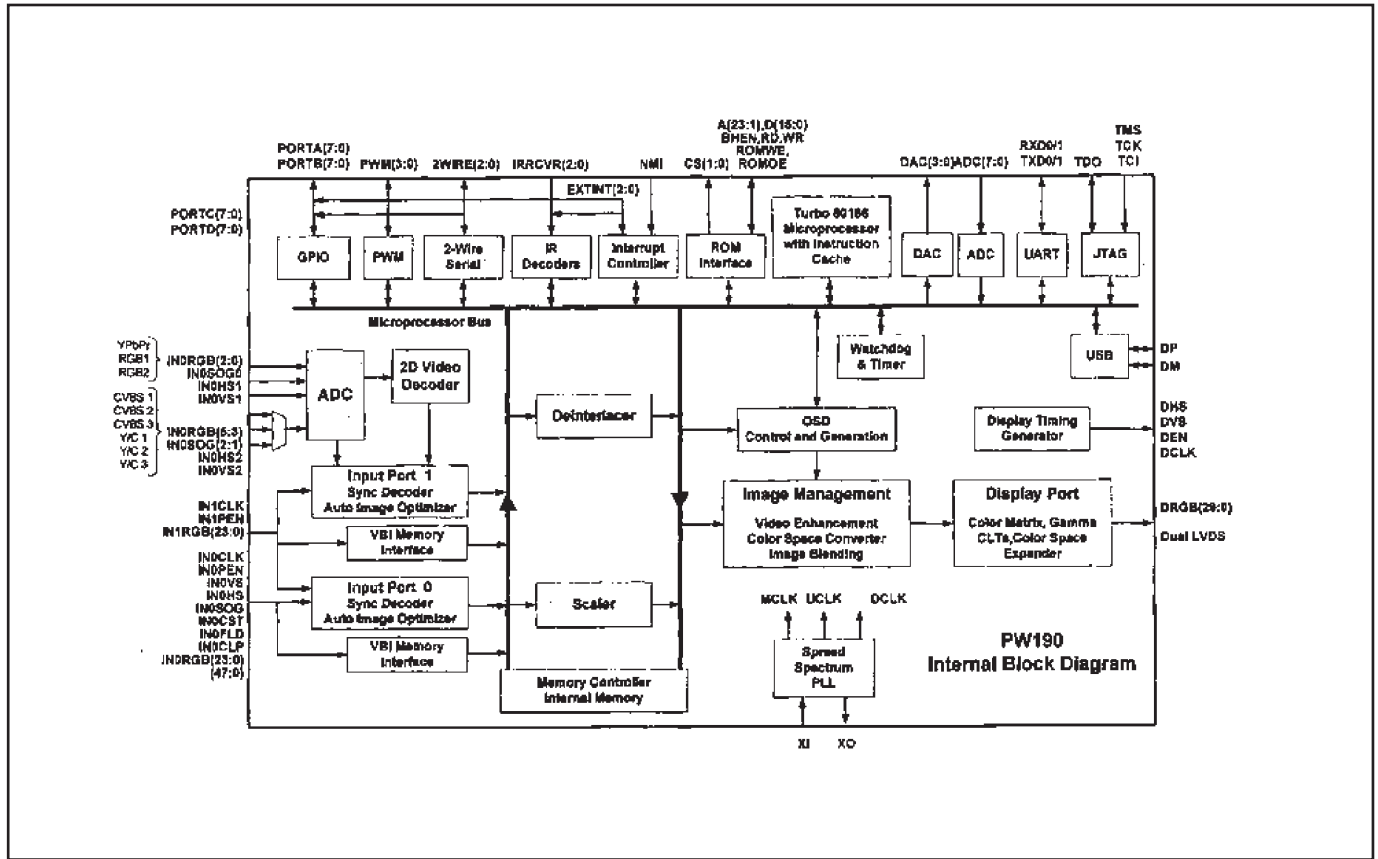 A(23:1),D(15:0)
BHEN,RD,WR
ROMWE,
ROMOE
TMS
TCK
TCI
PORTA(7:0)
PORTB(7:0)
PWM(3:0)
2WIRE(2:0)
IRRCVR(2:0)
NMI
CS(1:0)
DAC(3:0)
ADC(7:0)
RXD0/1
TXD0/1
TDO
EXTINT(2:0)
PORTC(7:0)
PORTD(7:0)
GPIO
PWM
2-Wire
Serial
IR
Decoders
Interrupt
Controller
ROM
Interface
Turbo 80186
Microprocessor
with Instruction
Cache
DAC
ADC
UART
JTAG
Microprocessor Bus
YPbPr
RGB1
RGB2
IN0RGB(2:0)
IN0SOG0
IN0HS1
IN0VS1
CVBS 1
CVBS 2
CVBS 3
Y/C 1
Y/C 2
Y/C 3
IN0RGB(5:3)
IN0SOG(2:1)
IN0HS2
IN0VS2
ADC
2D Video
Decoder
Deinterlacer
Watchdog
& Timer
USB
DP
DM
OSD
Control and Generation
Display Timing
Generator
DHS
DVS
DEN
DCLK
Input Port 1
Sync Decoder
Auto Image Optimizer
IN1CLK
IN1PEN
IN1RGB(23:0)
VBI Memory
Interface
Image Management
Video Enhancement
Color Space Converter
Image Blending
Display Port
Color Matrix, Gamma
CLTs,Color Space
Expander
DRGB(29:0)
Dual LVDS
IN0CLK
IN0PEN
IN0VS
IN0HS
IN0SOG
IN0CST
IN0FLD
IN0CLP
IN0RGB(23:0)
(47:0)
Input Port 0
Sync Decoder
Auto Image Optimizer
VBI Memory
Interface
Scaler
MCLK
UCLK
DCLK
Spread
Spectrum
PLL
PW190
Internal Block Diagram
Memory Controller
Internal Memory
XI
XO